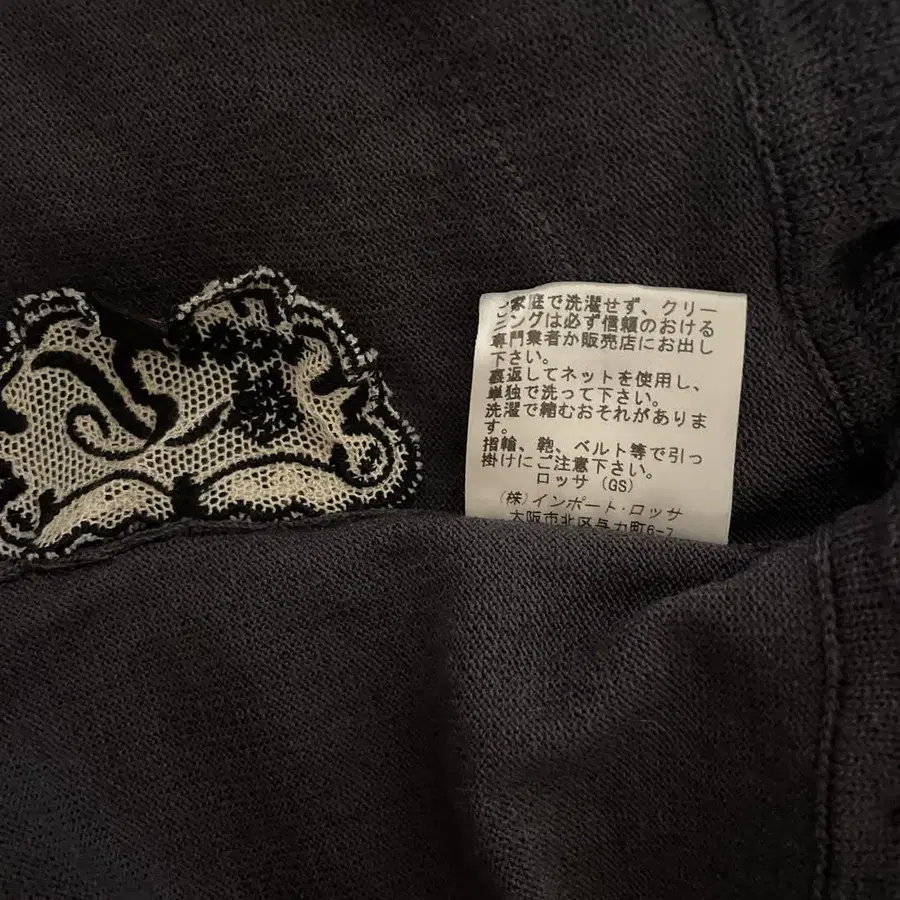 ご家庭で洗濯せず、クリー
ニングは必ず信頼のおける
専門業者か販売店にお出し
下さい。
裏返してネットを使用し、
単独で洗って下さい。
洗濯で縮むおそれがありま
す。
指輪、鞄、ベルト等で引っ
掛けにご注意下さい。
ロッサ (GS)
(株)インポート・ロッサ
大阪市北区与力町6-7